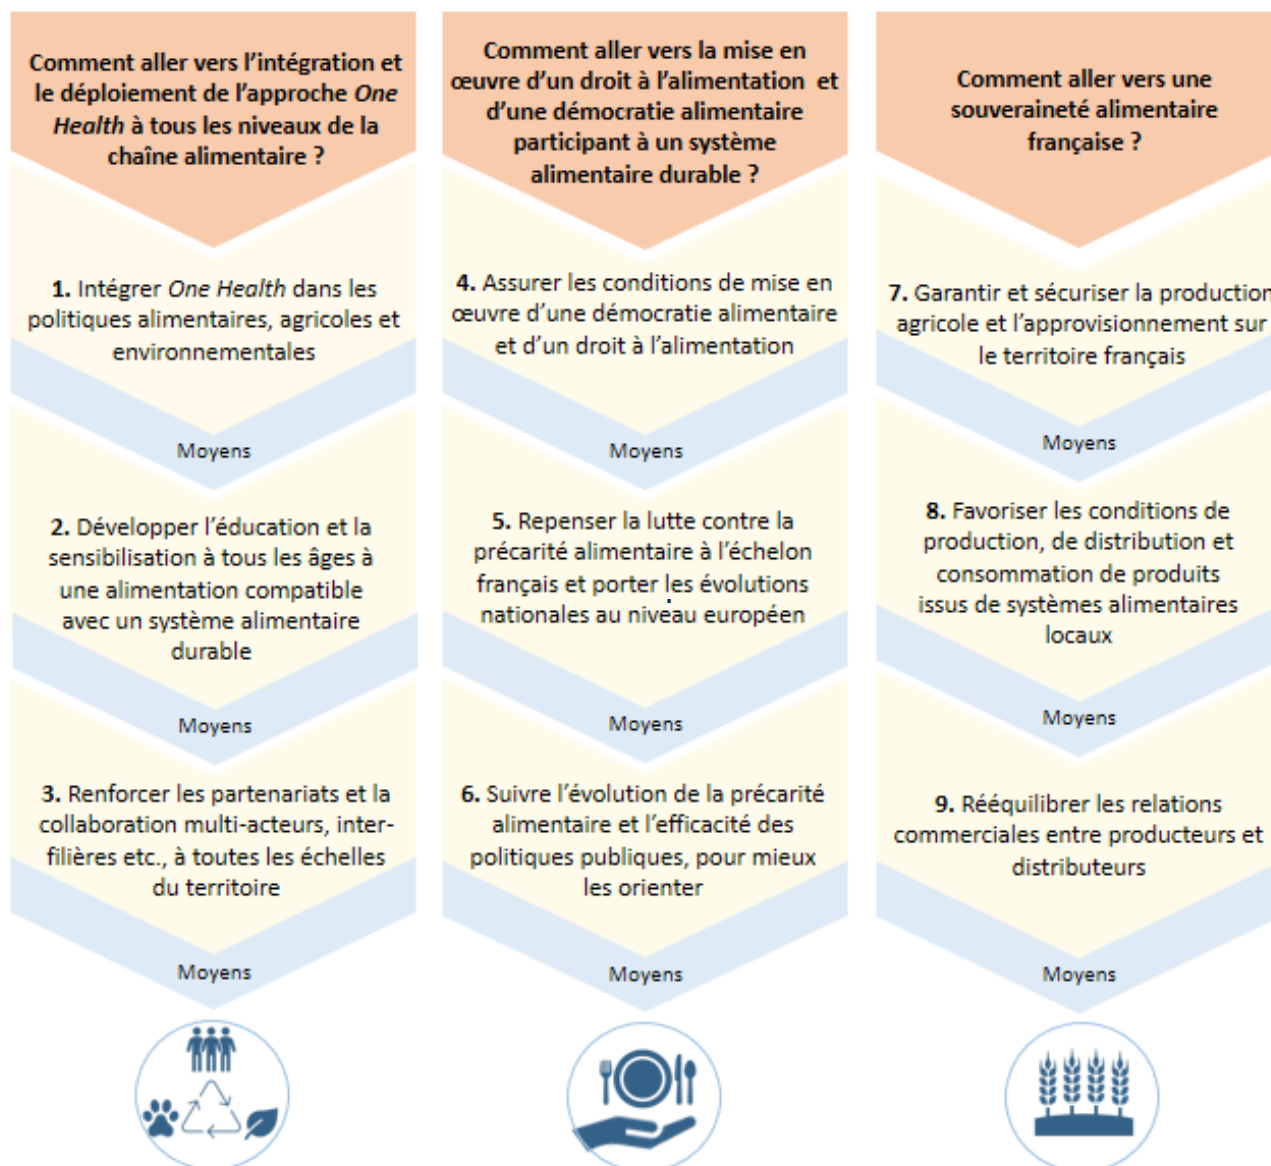 Comment aller vers l'intégration et
le déploiement de l'approche One
Health à tous les niveaux de la
chaîne alimentaire ?
1. Intégrer One Health dans les
politiques alimentaires, agricoles et
environnementales
Moyens
2. Développer l'éducation et la
sensibilisation à tous les âges à
une alimentation compatible
avec un système alimentaire
durable
Moyens
3. Renforcer les partenariats et la
collaboration multi-acteurs, inter-
filières etc., à toutes les échelles
du territoire
Moyens
Comment aller vers la mise en
œuvre d'un droit à l'alimentation et
d'une démocratie alimentaire
participant à un système
alimentaire durable ?
4. Assurer les conditions de mise en
œuvre d'une démocratie alimentaire
et d'un droit à l'alimentation
Moyens
5. Repenser la lutte contre la
précarité alimentaire à l'échelon
français et porter les évolutions
nationales au niveau européen
Moyens
6. Suivre l'évolution de la précarité
alimentaire et l'efficacité des
politiques publiques, pour mieux
les orienter
Moyens
Comment aller vers une
souveraineté alimentaire
française ?
7. Garantir et sécuriser la production
agricole et l'approvisionnement sur
le territoire français
Moyens
8. Favoriser les conditions de
production, de distribution et
consommation de produits
issus de systèmes alimentaires
locaux
Moyens
9. Rééquilibrer les relations
commerciales entre producteurs et
distributeurs
Moyens